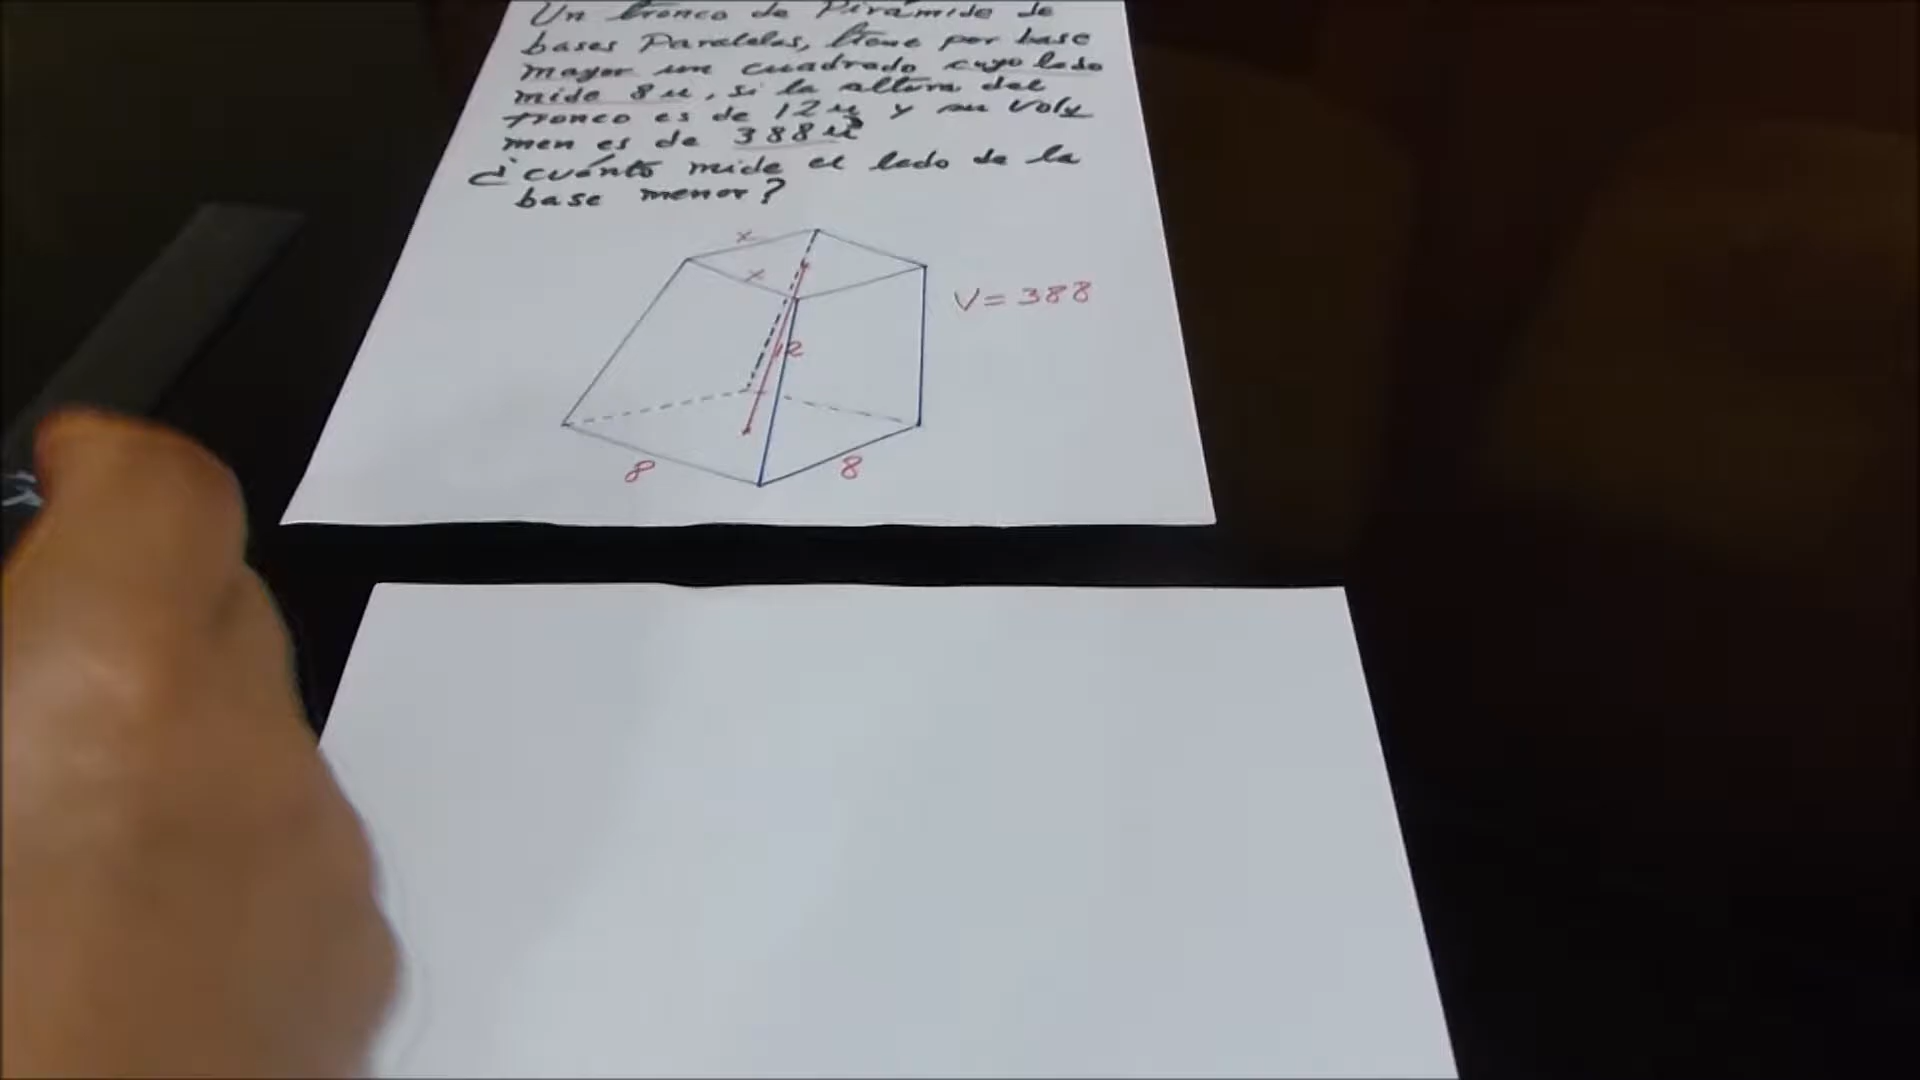 Un tronco de Pirámide de
bases Paralelas, tiene por base
mayor un cuadrado cuyo lado
mide 8u, si la altura del
tronco es de 12u y su volu
men es de 388u³
¿cuánto mide el lado de la
base menor?
x
x
V = 388
12
8
8